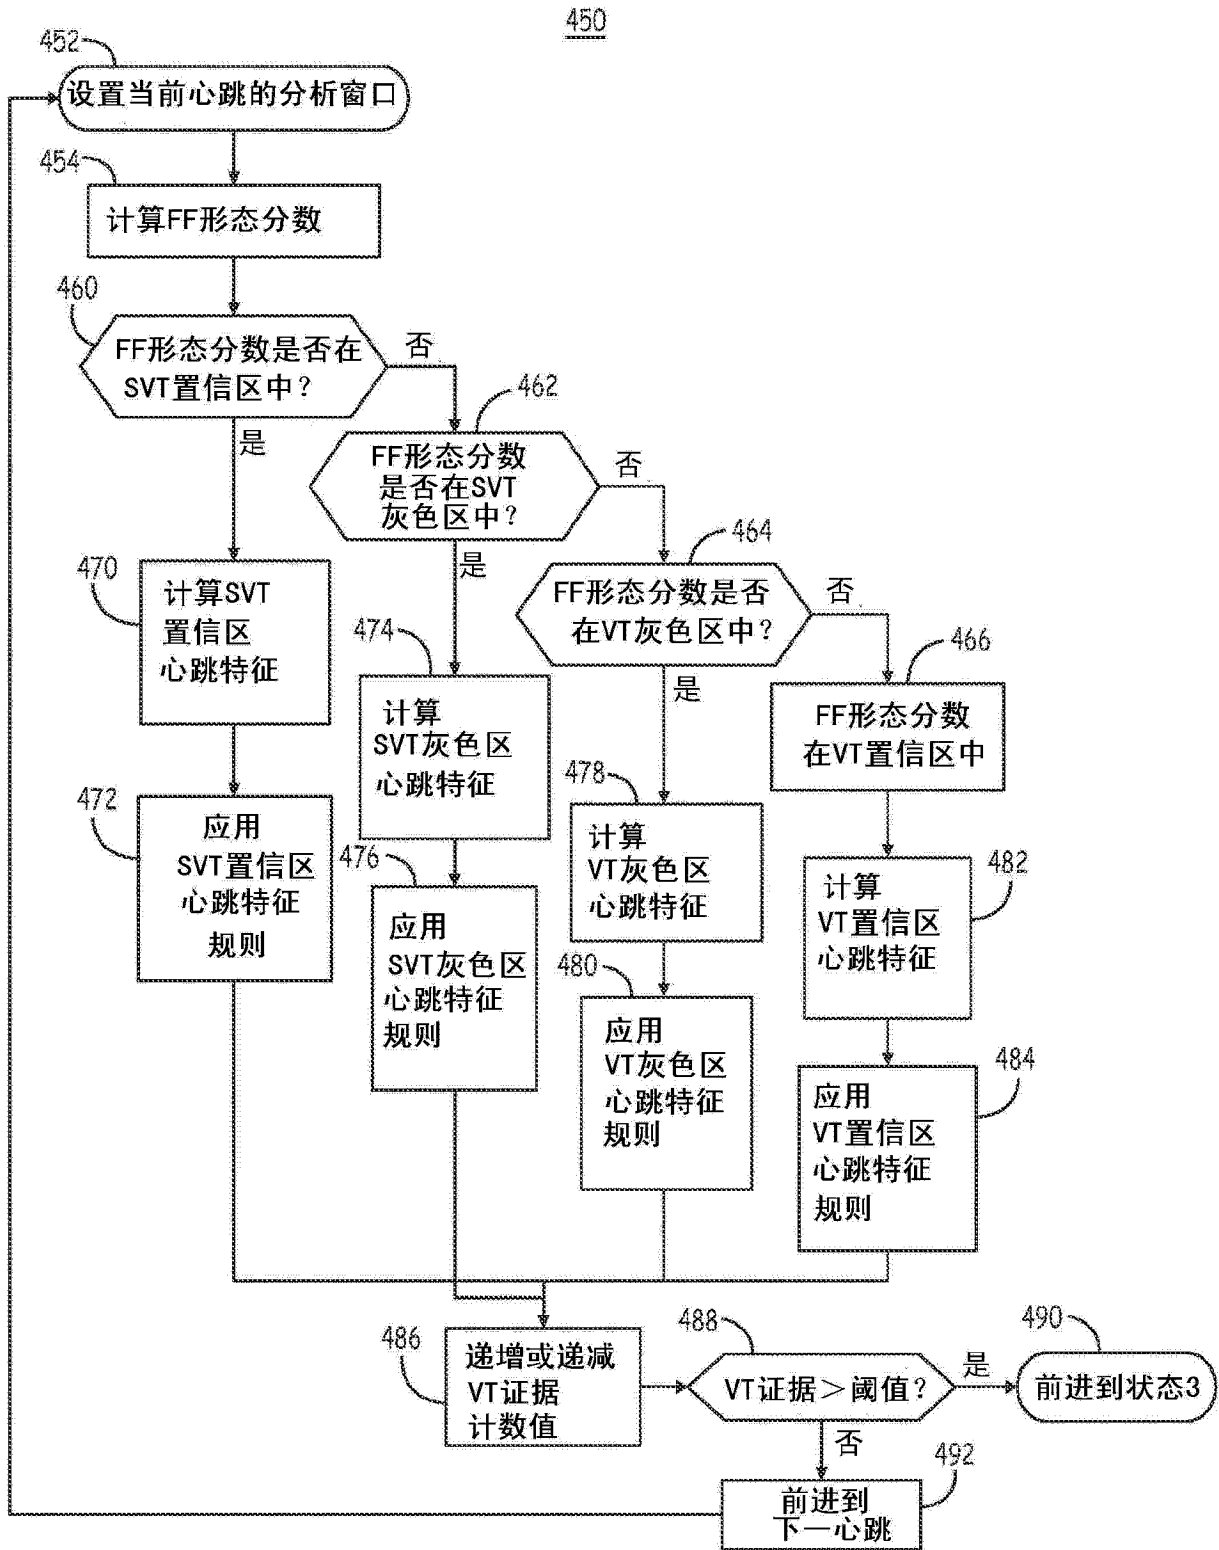 450
452
设置当前心跳的分析窗口
454
计算FF形态分数
460
FF形态分数是否在
SVT置信区中？
否
是
462
FF形态分数
是否在SVT
灰色区中？
否
是
464
FF形态分数是否
在VT灰色区中？
否
是
466
FF形态分数
在VT置信区中
470
计算SVT
置信区
心跳特征
472
应用
SVT置信区
心跳特征
规则
474
计算
SVT灰色区
心跳特征
476
应用
SVT灰色区
心跳特征
规则
478
计算
VT灰色区
心跳特征
480
应用
VT灰色区
心跳特征
规则
482
计算
VT置信区
心跳特征
484
应用
VT置信区
心跳特征
规则
486
递增或递减
VT证据
计数值
488
VT证据＞阈值？
是
否
490
前进到状态3
492
前进到
下一心跳